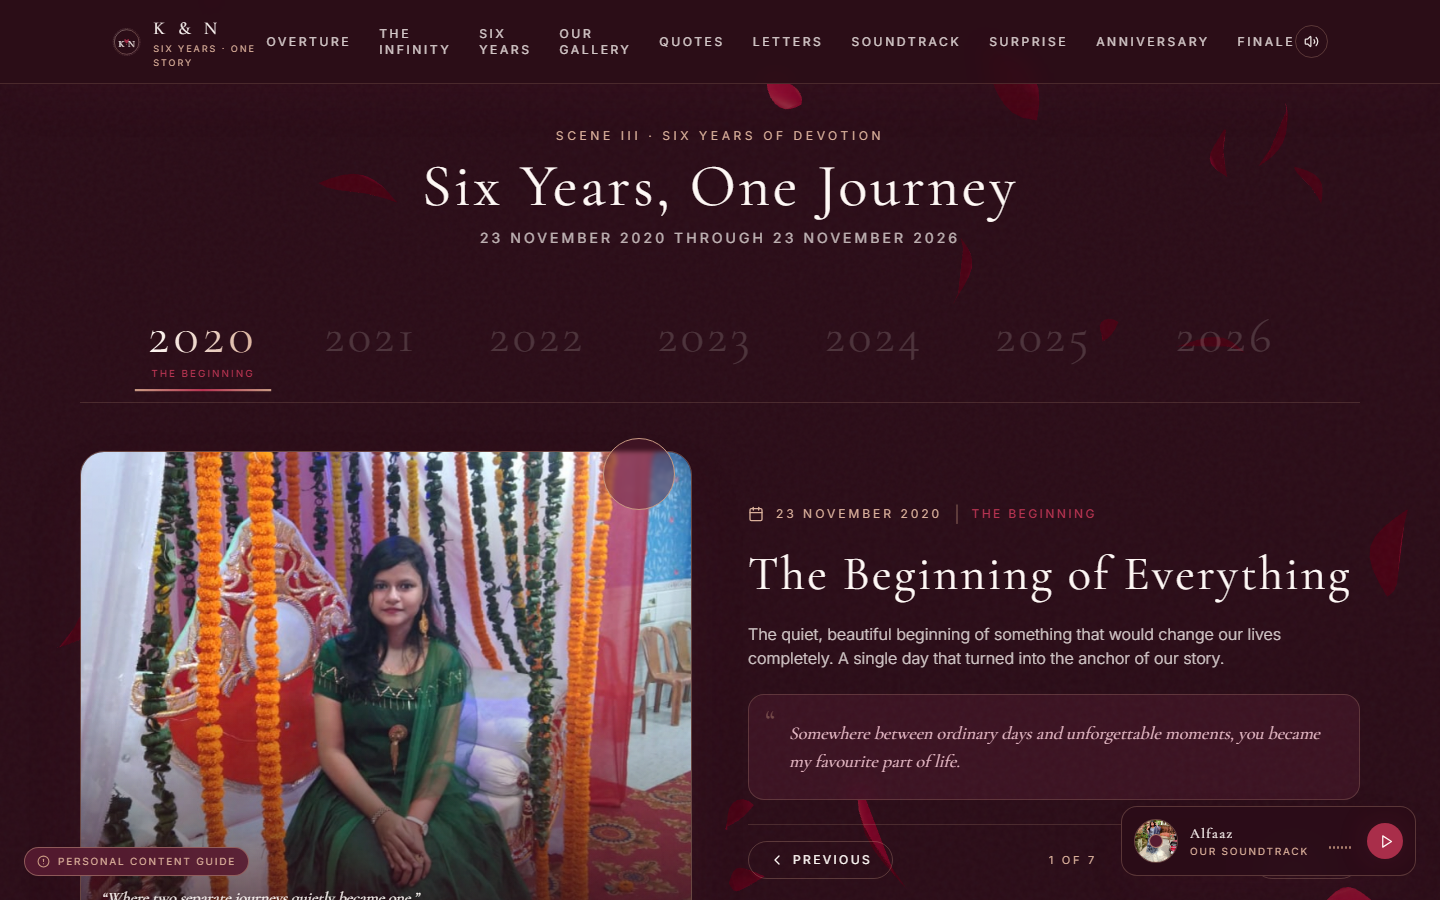 K & N
SIX YEARS · ONE
STORY
OVERTURE
THE
INFINITY
SIX
YEARS
OUR
GALLERY
QUOTES
LETTERS
SOUNDTRACK
SURPRISE
ANNIVERSARY
FINALE
SCENE III · SIX YEARS OF DEVOTION
Six Years, One Journey
23 NOVEMBER 2020 THROUGH 23 NOVEMBER 2026
2020
THE BEGINNING
2021
2022
2023
2024
2025
2026
23 NOVEMBER 2020
THE BEGINNING
The Beginning of Everything
The quiet, beautiful beginning of something that would change our lives
completely. A single day that turned into the anchor of our story.
“
Somewhere between ordinary days and unforgettable moments, you became
my favourite part of life.
PREVIOUS
1 OF 7
Alfaaz
OUR SOUNDTRACK
PERSONAL CONTENT GUIDE
“Where two separate journeys quietly became one.”